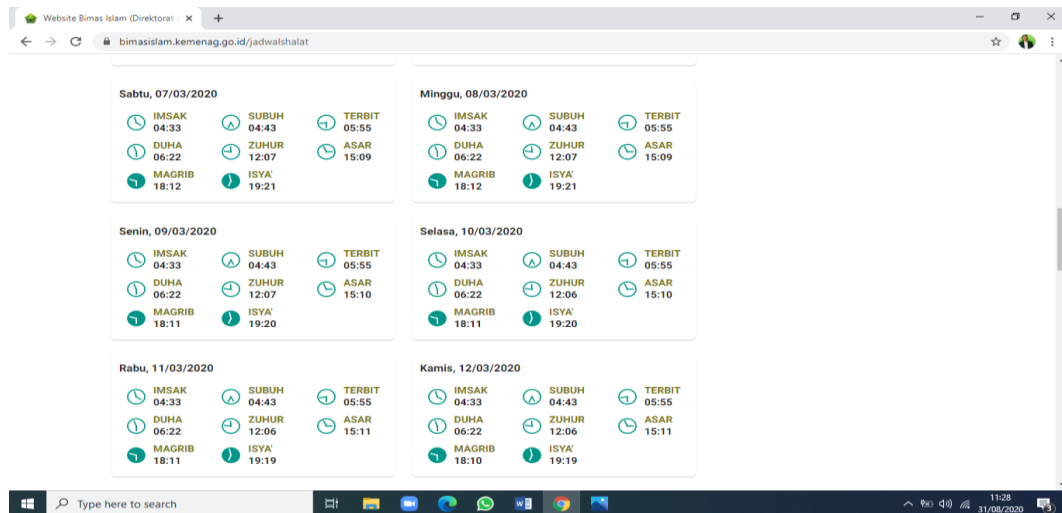 Website Bimas Islam (Direktorat
bimasislam.kemenag.go.id/jadwalshalat
Sabtu, 07/03/2020
IMSAK SUBUH TERBIT
04:33 04:43 05:55
DUHA ZUHUR ASAR
06:22 12:07 15:09
MAGRIB ISYA'
18:12 19:21
Minggu, 08/03/2020
IMSAK SUBUH TERBIT
04:33 04:43 05:55
DUHA ZUHUR ASAR
06:22 12:07 15:09
MAGRIB ISYA'
18:12 19:21
Senin, 09/03/2020
IMSAK SUBUH TERBIT
04:33 04:43 05:55
DUHA ZUHUR ASAR
06:22 12:07 15:10
MAGRIB ISYA'
18:11 19:20
Selasa, 10/03/2020
IMSAK SUBUH TERBIT
04:33 04:43 05:55
DUHA ZUHUR ASAR
06:22 12:06 15:10
MAGRIB ISYA'
18:11 19:20
Rabu, 11/03/2020
IMSAK SUBUH TERBIT
04:33 04:43 05:55
DUHA ZUHUR ASAR
06:22 12:06 15:11
MAGRIB ISYA'
18:11 19:19
Kamis, 12/03/2020
IMSAK SUBUH TERBIT
04:33 04:43 05:55
DUHA ZUHUR ASAR
06:22 12:06 15:11
MAGRIB ISYA'
18:10 19:19
Type here to search
11:28
31/08/2020